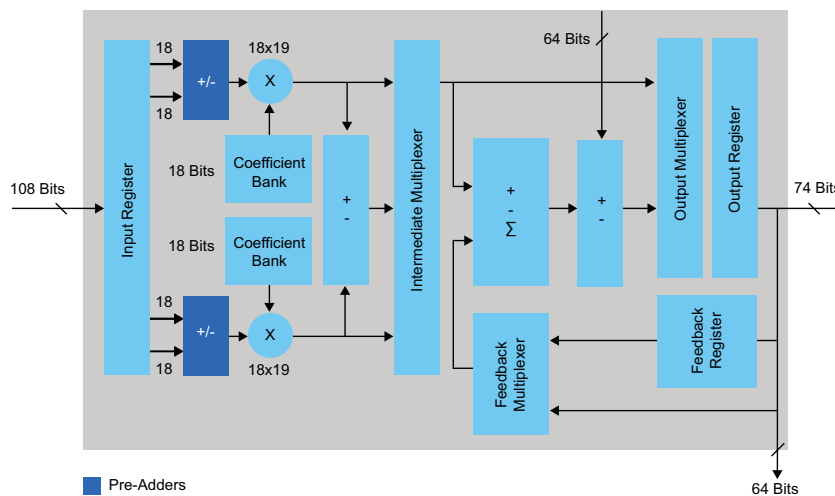 64 Bits
18
18x19
+/-
X
18
18 Bits
Coefficient
Bank
108 Bits
Input Register
+
-
Intermediate Multiplexer
+
-
Σ
+
-
Output Multiplexer
Output Register
74 Bits
18 Bits
Coefficient
Bank
18
+/-
X
18
18x19
Feedback
Multiplexer
Feedback
Register
Pre-Adders
64 Bits